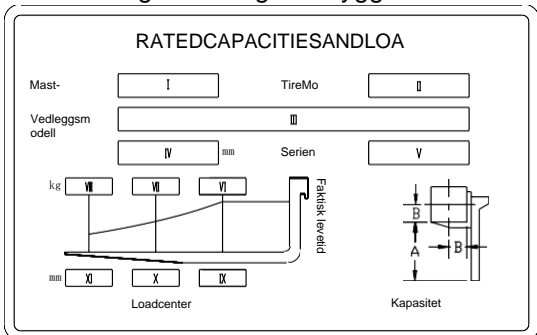 RATEDCAPACITIESANDLOA
Mast- I TireMo II
Vedleggsm
odell III
IV mm Serien V
kg VIII VII VI
Faktisk levetid
B
B
A
mm XI X IX
Loadcenter Kapasitet